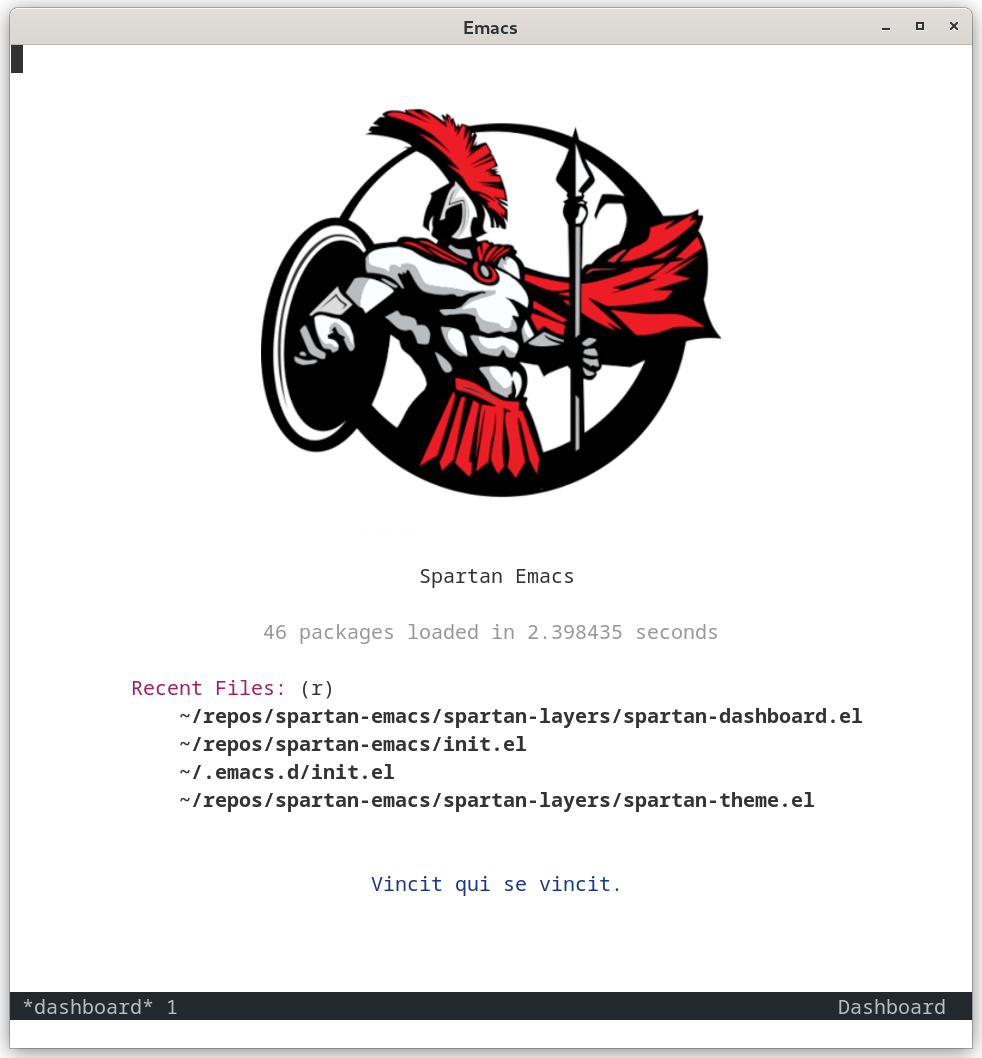 Emacs
Spartan Emacs
46 packages loaded in 2.398435 seconds
Recent Files: (r)
~/repos/spartan-emacs/spartan-layers/spartan-dashboard.el
~/repos/spartan-emacs/init.el
~/.emacs.d/init.el
~/repos/spartan-emacs/spartan-layers/spartan-theme.el
Vincit qui se vincit.
*dashboard* 1 Dashboard